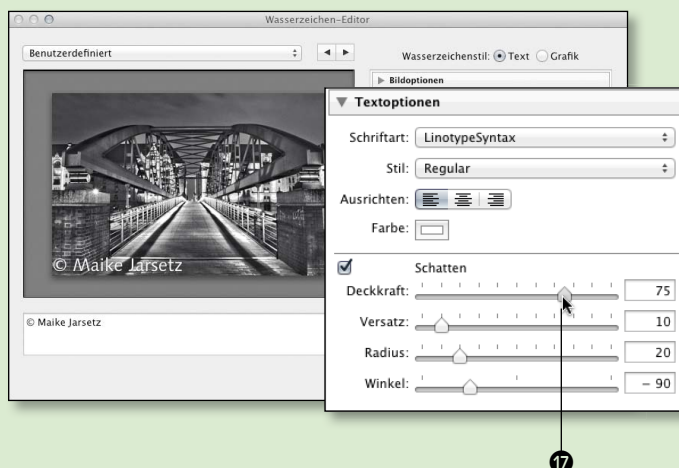 Wasserzeichen-Editor
Benutzerdefiniert
Wasserzeichenstil: Text Grafik
Bildoptionen
© Maike Jarsetz
© Maike Jarsetz
Textoptionen
Schriftart: LinotypeSyntax
Stil: Regular
Ausrichten:
Farbe:
Schatten
Deckkraft: 75
Versatz: 10
Radius: 20
Winkel: – 90
17